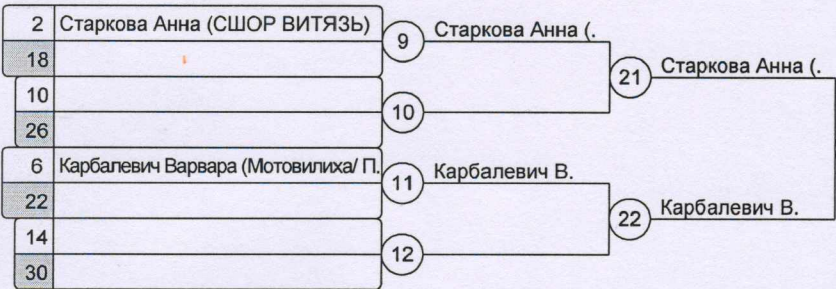 2 Старкова Анна (СШОР ВИТЯЗЬ)
18
9 Старкова Анна (.
10
26
10
21 Старкова Анна (.
6 Карбалевич Варвара (Мотовилиха/ П.
22
11 Карбалевич В.
14
30
12
22 Карбалевич В.